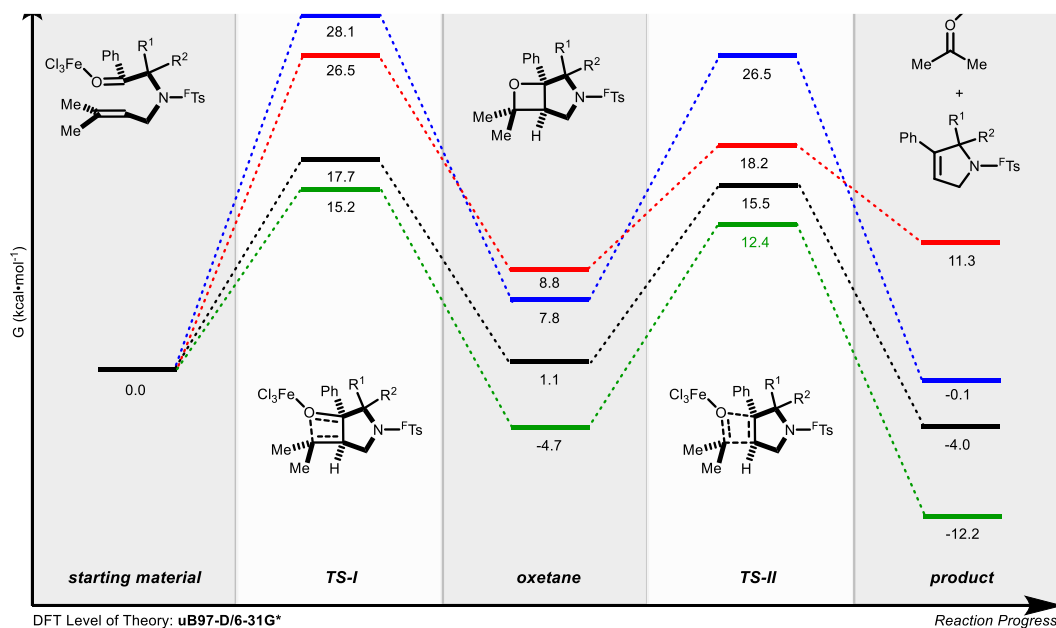 28.1
26.5
17.7
15.2
0.0
8.8
7.8
1.1
-4.7
26.5
18.2
15.5
12.4
11.3
-0.1
-4.0
-12.2
G (kcal•mol⁻¹)
Cl₃Fe
O
Ph
R¹
R²
N
ᶠTs
Me
Me
Ph
R¹
R²
O
N
ᶠTs
Me
Me
H
O
Me
Me
+
R¹
Ph
R²
N
ᶠTs
Cl₃Fe
O
Ph
R¹
R²
N
ᶠTs
Me
Me
H
Cl₃Fe
O
Ph
R¹
R²
N
ᶠTs
Me
Me
H
starting material
TS-I
oxetane
TS-II
product
DFT Level of Theory: uB97-D/6-31G*
Reaction Progress